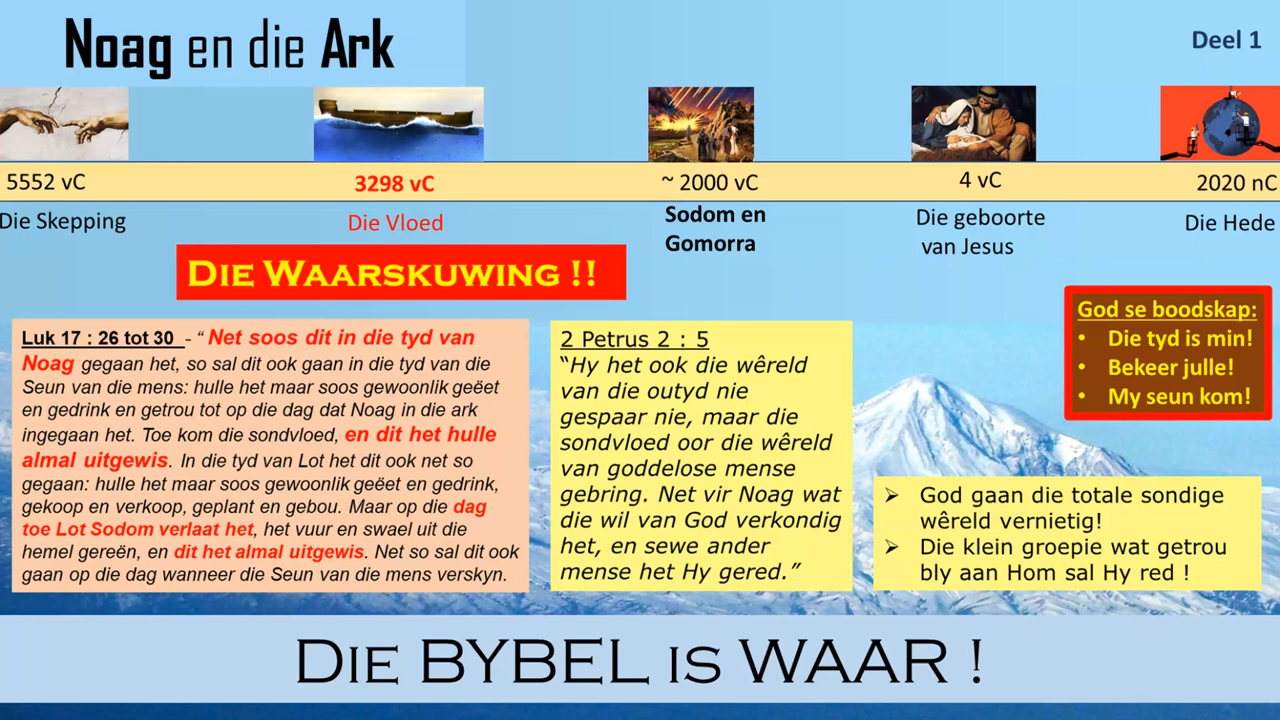 Noag en die Ark
Deel 1
5552 vC
3298 vC
~ 2000 vC
4 vC
2020 nC
Die Skepping
Die Vloed
Sodom en
Gomorra
Die geboorte
van Jesus
Die Hede
DIE WAARSKUWING !!
Luk 17 : 26 tot 30 - “ Net soos dit in die tyd van
Noag gegaan het, so sal dit ook gaan in die tyd van die
Seun van die mens: hulle het maar soos gewoonlik geëet
en gedrink en getrou tot op die dag dat Noag in die ark
ingegaan het. Toe kom die sondvloed, en dit het hulle
almal uitgewis. In die tyd van Lot het dit ook net so
gegaan: hulle het maar soos gewoonlik geëet en gedrink,
gekoop en verkoop, geplant en gebou. Maar op die dag
toe Lot Sodom verlaat het, het vuur en swael uit die
hemel gereën, en dit het almal uitgewis. Net so sal dit ook
gaan op die dag wanneer die Seun van die mens verskyn.
2 Petrus 2 : 5
“Hy het ook die wêreld
van die outyd nie
gespaar nie, maar die
sondvloed oor die wêreld
van goddelose mense
gebring. Net vir Noag wat
die wil van God verkondig
het, en sewe ander
mense het Hy gered.”
God se boodskap:
• Die tyd is min!
• Bekeer julle!
• My seun kom!
➢ God gaan die totale sondige
wêreld vernietig!
➢ Die klein groepie wat getrou
bly aan Hom sal Hy red !
DIE BYBEL IS WAAR !